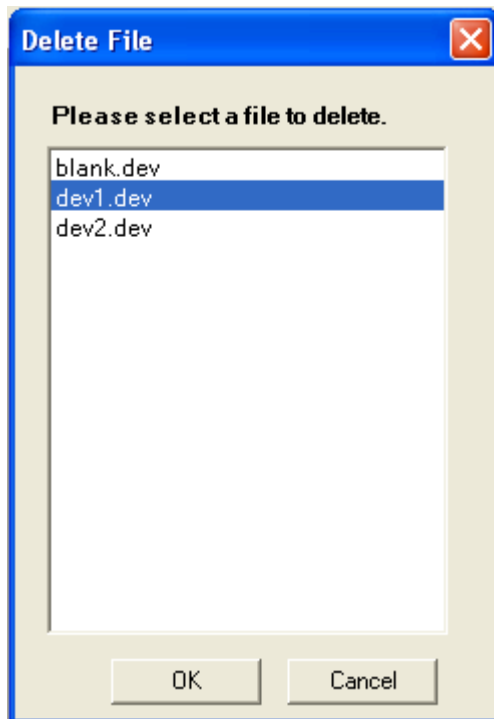 Delete File
Please select a file to delete.
blank.dev
dev1.dev
dev2.dev
OK Cancel